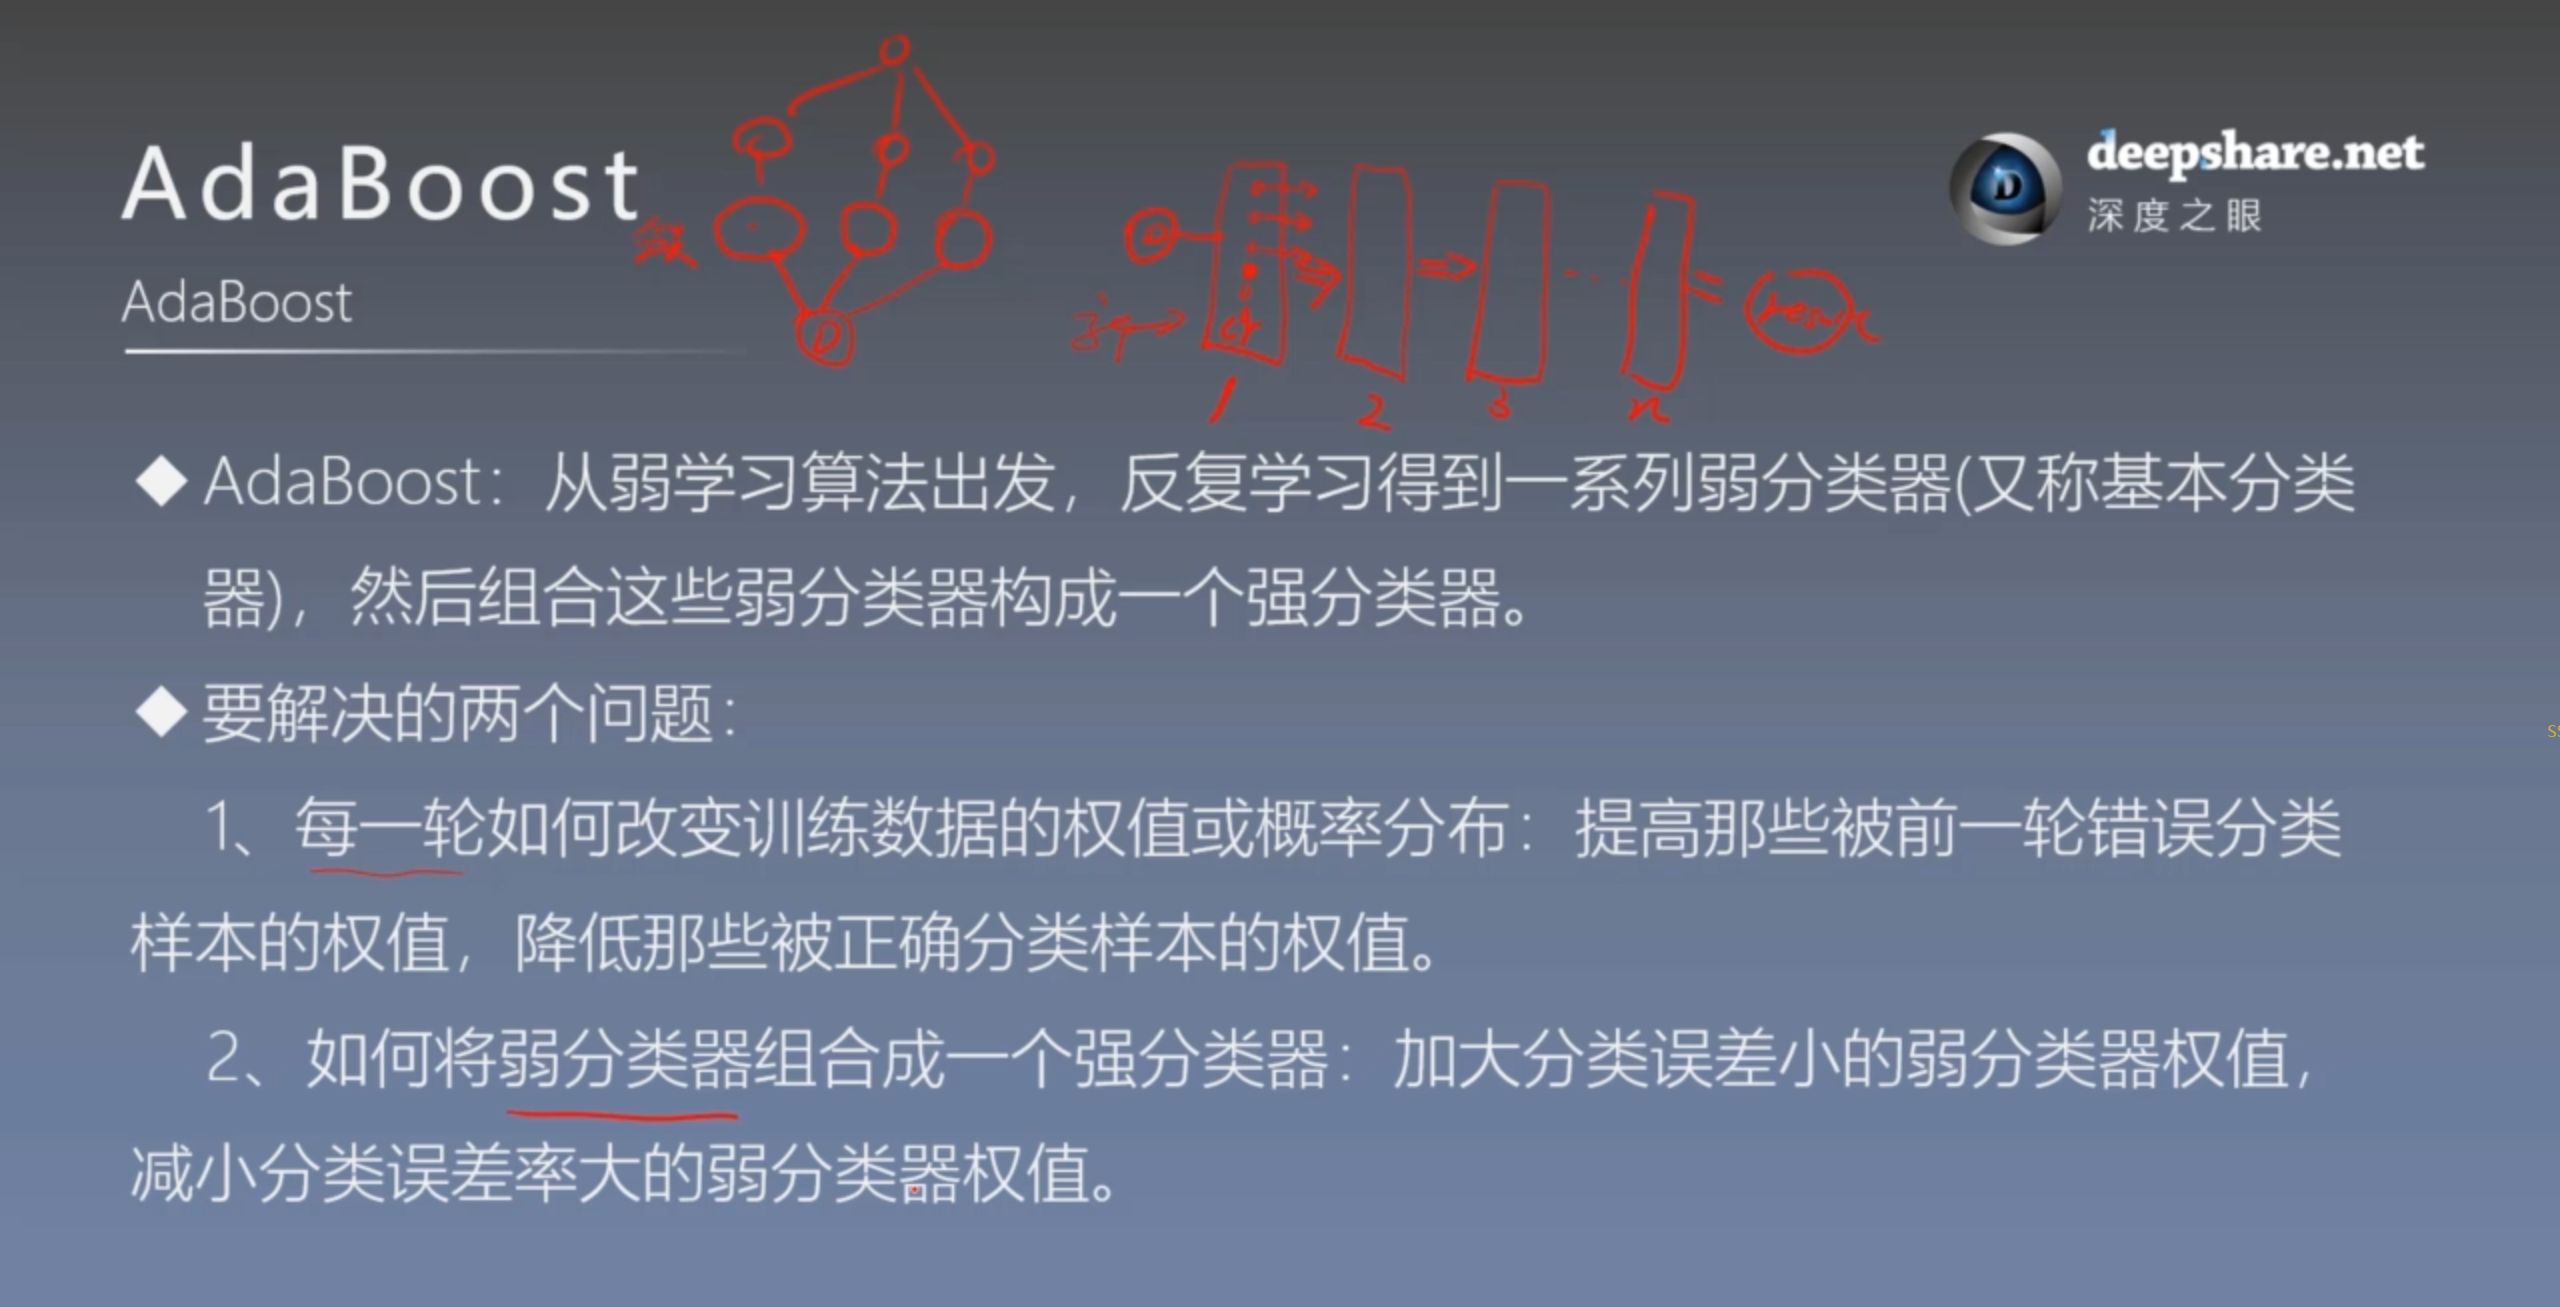 AdaBoost
deepshare.net
深度之眼
AdaBoost
D
D
1
2
3
n
◆ AdaBoost：从弱学习算法出发，反复学习得到一系列弱分类器(又称基本分类
器)，然后组合这些弱分类器构成一个强分类器。
◆ 要解决的两个问题：
1、每一轮如何改变训练数据的权值或概率分布：提高那些被前一轮错误分类
样本的权值，降低那些被正确分类样本的权值。
2、如何将弱分类器组合成一个强分类器：加大分类误差小的弱分类器权值，
减小分类误差率大的弱分类器权值。